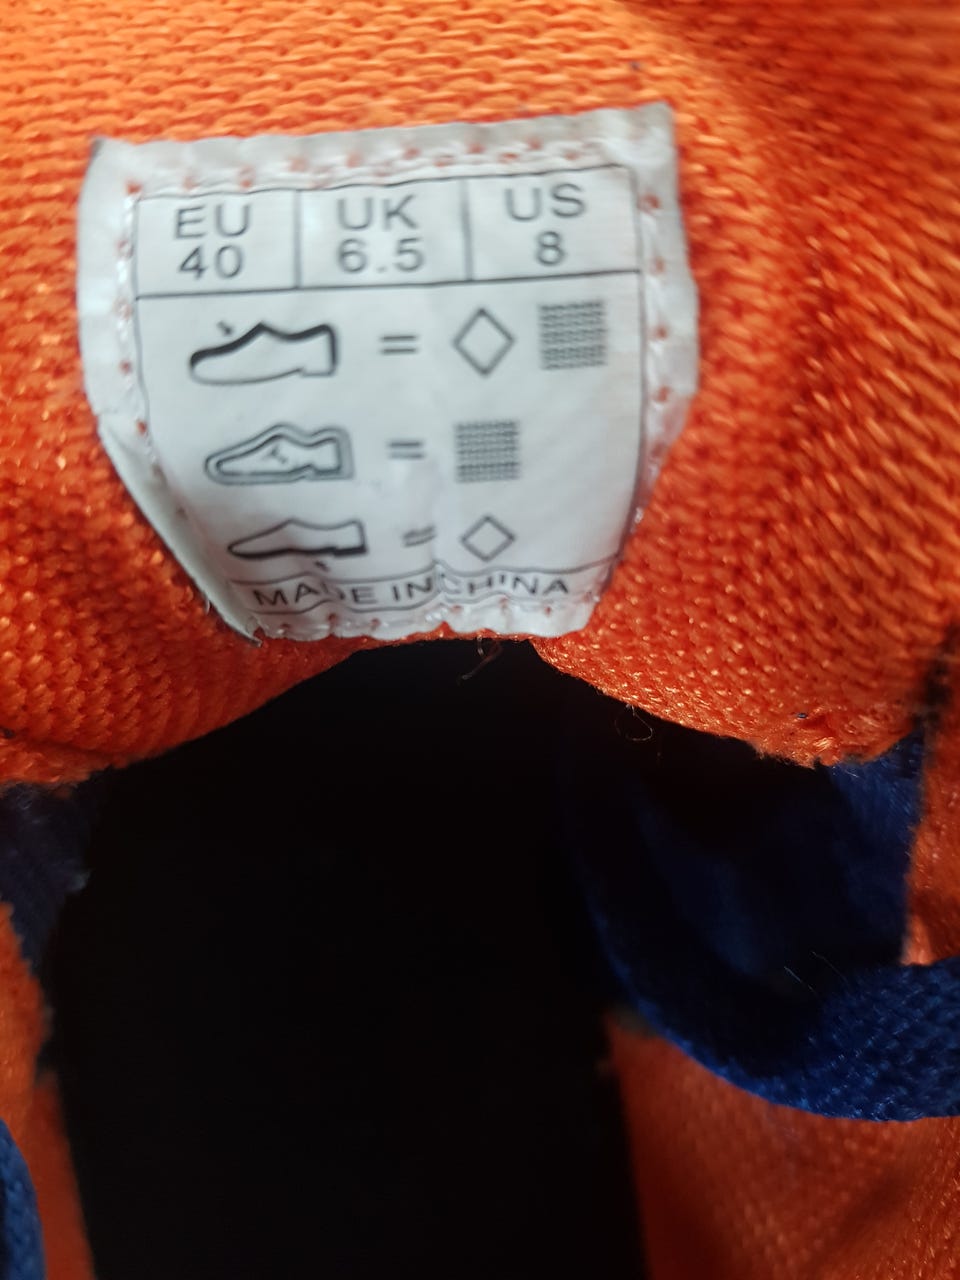 EU UK US
40 6.5 8
= 
=
=
MADE IN CHINA